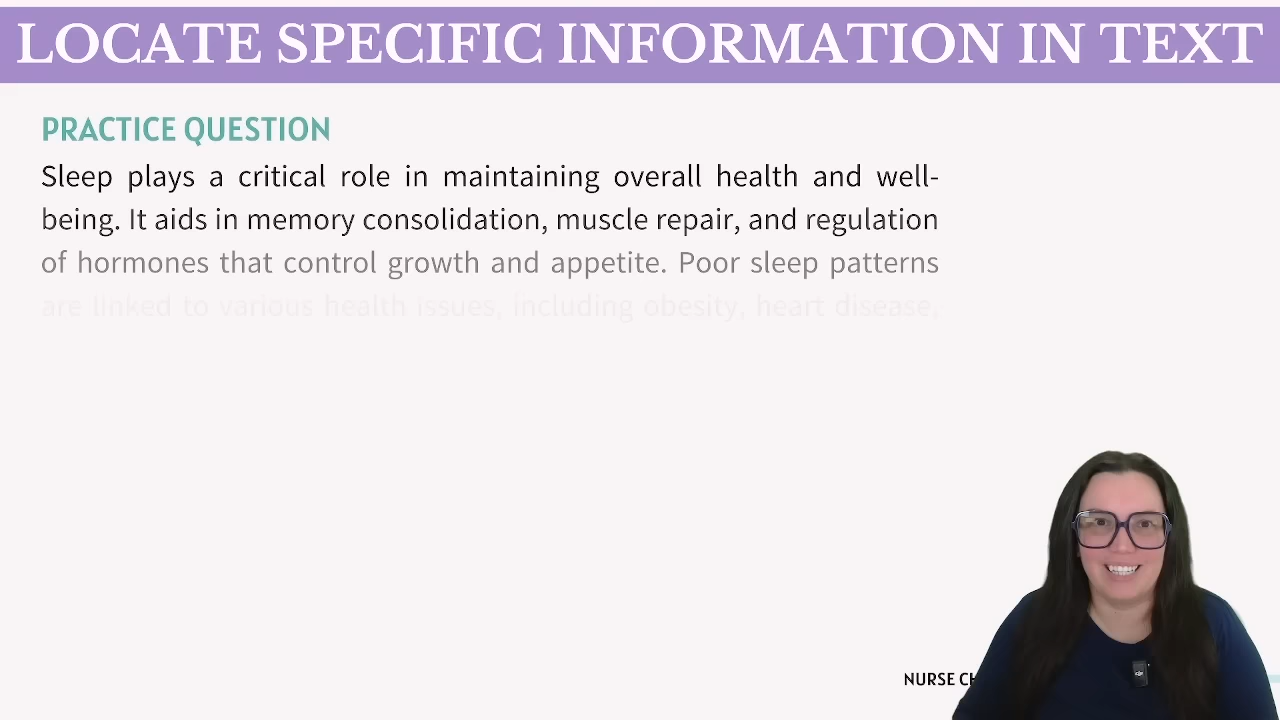 LOCATE SPECIFIC INFORMATION IN TEXT
PRACTICE QUESTION
Sleep plays a critical role in maintaining overall health and well-
being. It aids in memory consolidation, muscle repair, and regulation
of hormones that control growth and appetite. Poor sleep patterns
are linked to various health issues, including obesity, heart disease,
NURSE